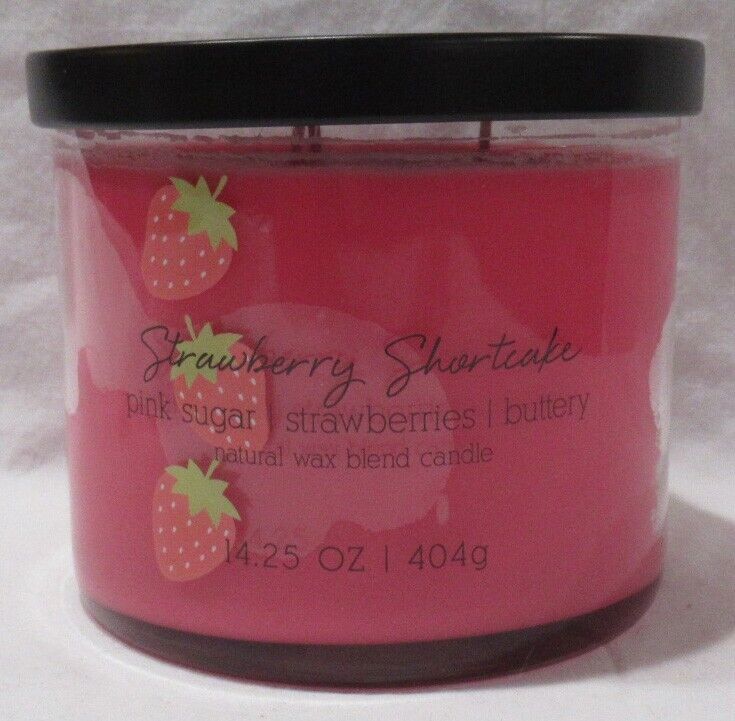 Strawberry Shortcake
pink sugar | strawberries | buttery
natural wax blend candle
14.25 OZ | 404g